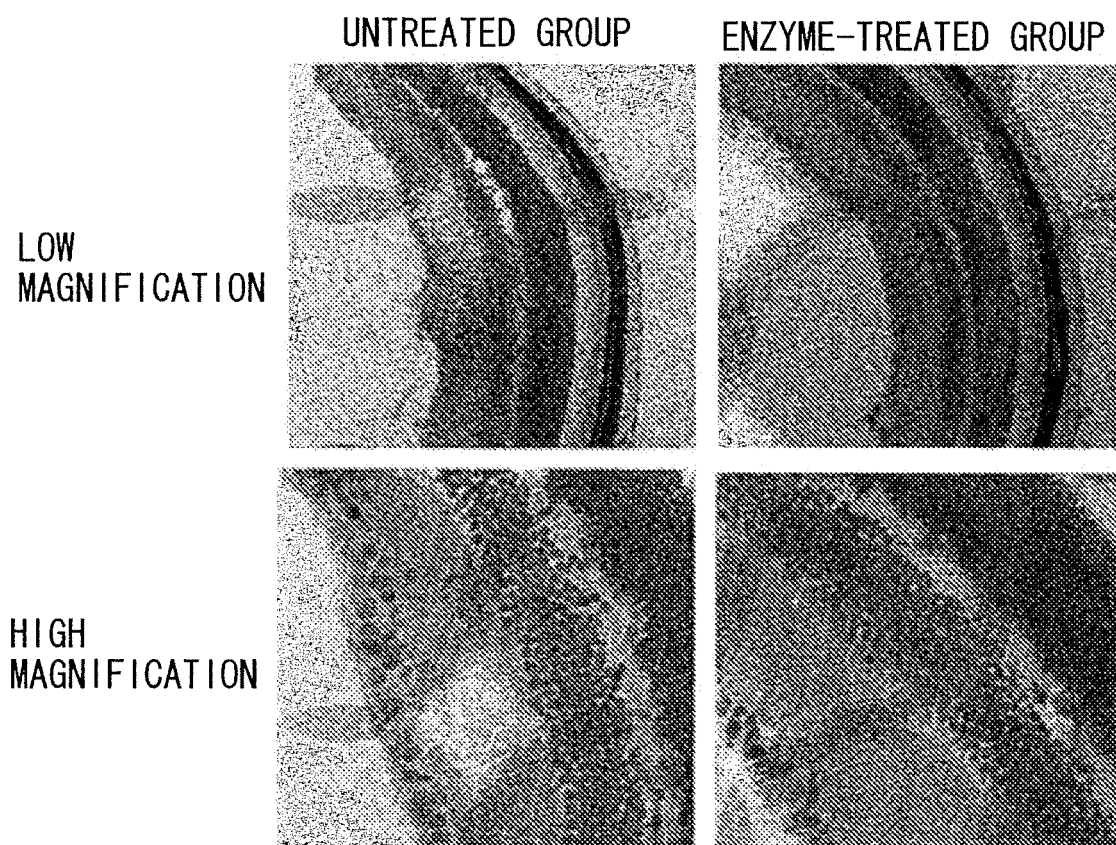 UNTREATED GROUP
ENZYME-TREATED GROUP
LOW
MAGNIFICATION
HIGH
MAGNIFICATION